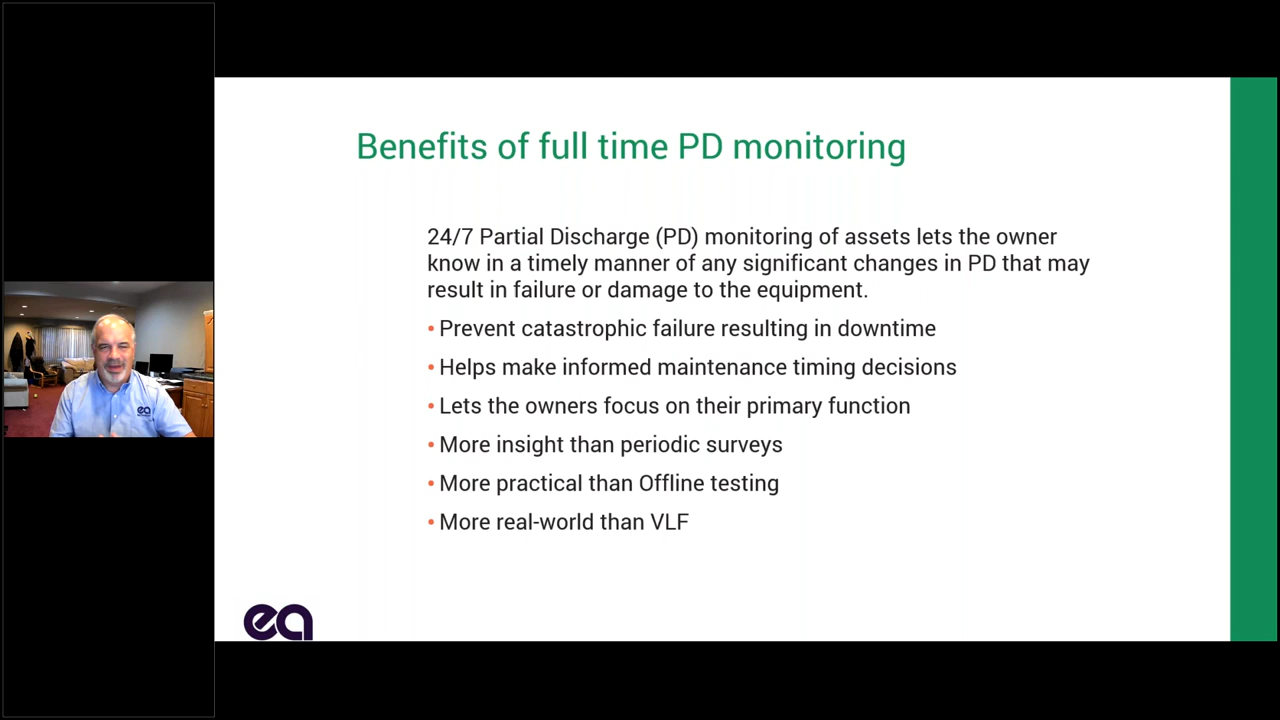 Benefits of full time PD monitoring
24/7 Partial Discharge (PD) monitoring of assets lets the owner
know in a timely manner of any significant changes in PD that may
result in failure or damage to the equipment.
• Prevent catastrophic failure resulting in downtime
• Helps make informed maintenance timing decisions
• Lets the owners focus on their primary function
• More insight than periodic surveys
• More practical than Offline testing
• More real-world than VLF
ea
ea